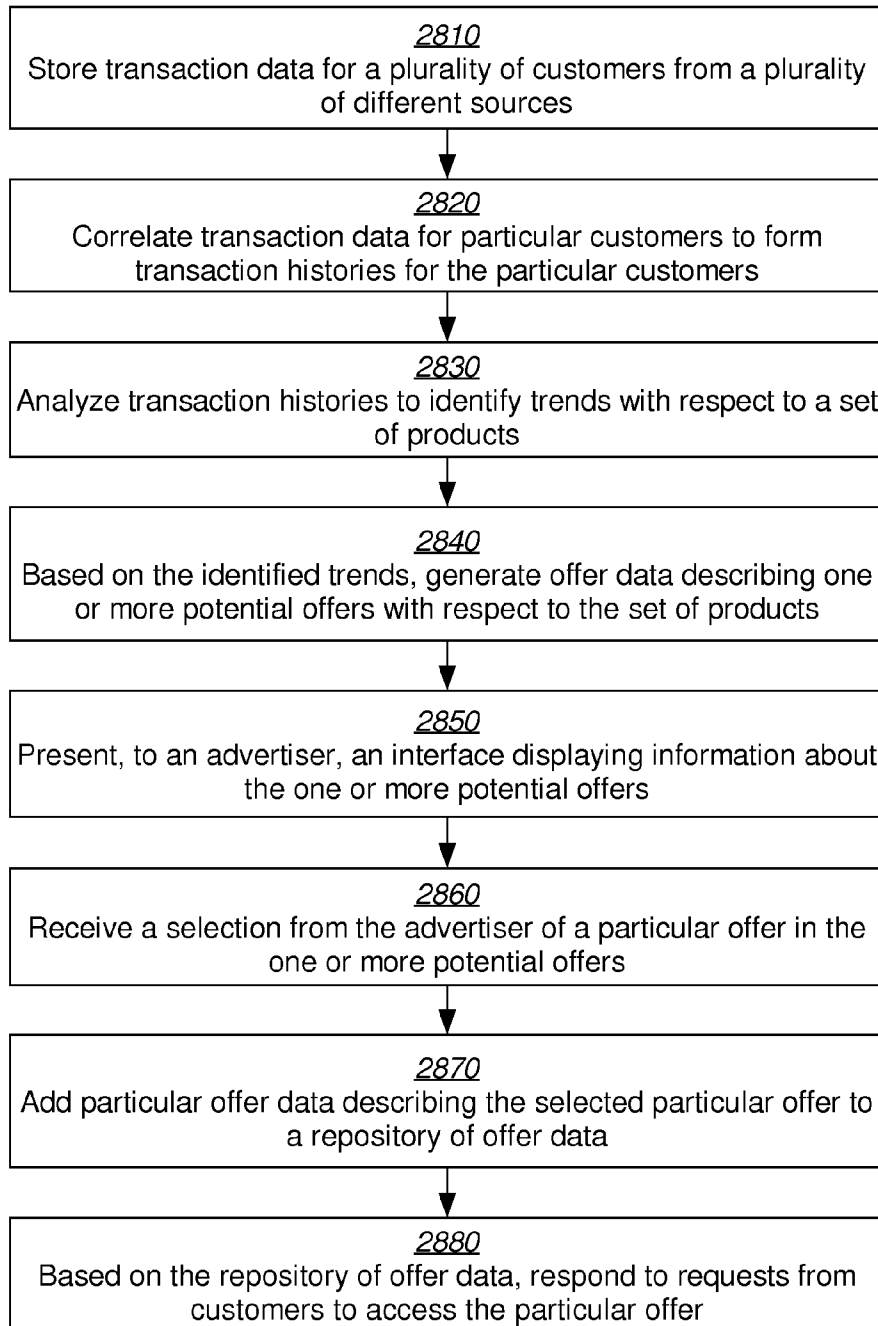 2810
Store transaction data for a plurality of customers from a plurality
of different sources
2820
Correlate transaction data for particular customers to form
transaction histories for the particular customers
2830
Analyze transaction histories to identify trends with respect to a set
of products
2840
Based on the identified trends, generate offer data describing one
or more potential offers with respect to the set of products
2850
Present, to an advertiser, an interface displaying information about
the one or more potential offers
2860
Receive a selection from the advertiser of a particular offer in the
one or more potential offers
2870
Add particular offer data describing the selected particular offer to
a repository of offer data
2880
Based on the repository of offer data, respond to requests from
customers to access the particular offer